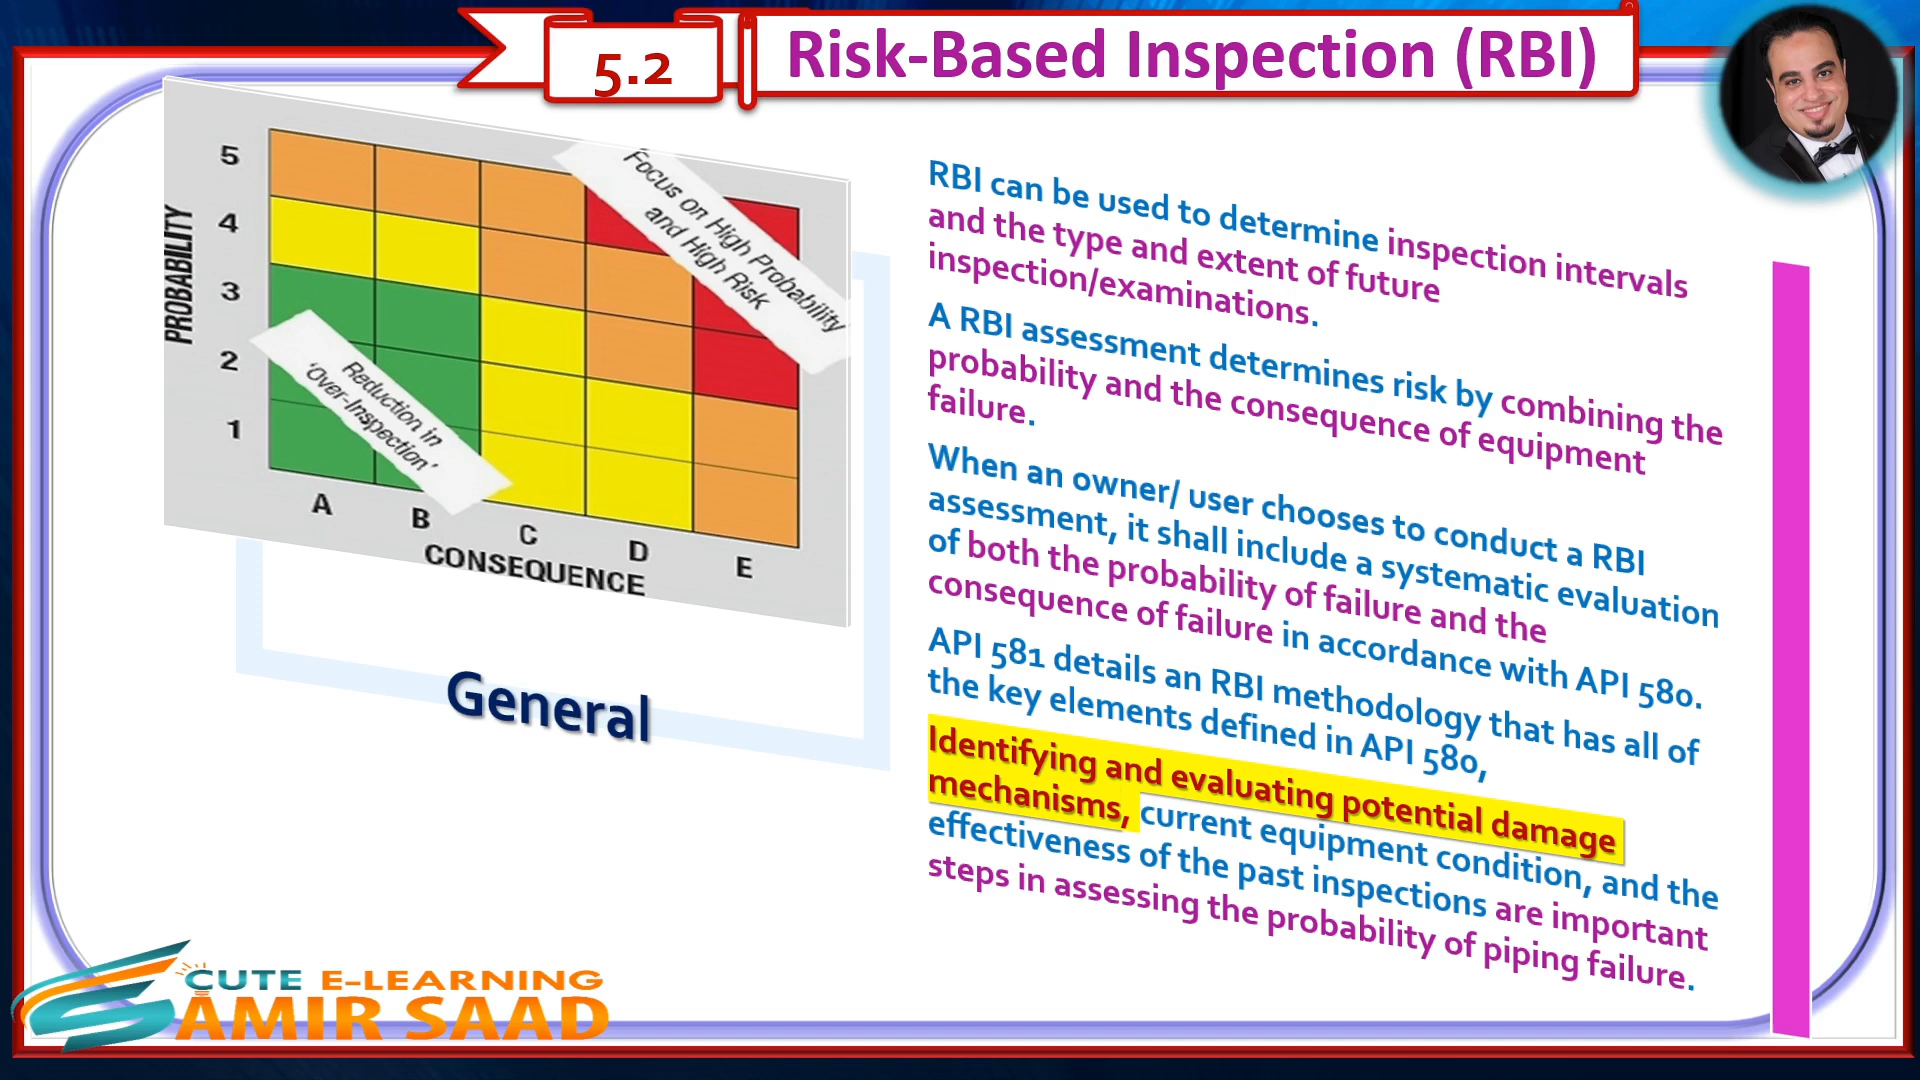 5.2
Risk-Based Inspection (RBI)
PROBABILITY
5
4
3
2
1
A
B
C
D
E
CONSEQUENCE
'Focus on High Probability
and High Risk
Reduction in
'Over-Inspection'
General
RBI can be used to determine inspection intervals
and the type and extent of future
inspection/examinations.
A RBI assessment determines risk by combining the
probability and the consequence of equipment
failure.
When an owner/ user chooses to conduct a RBI
assessment, it shall include a systematic evaluation
of both the probability of failure and the
consequence of failure in accordance with API 580.
API 581 details an RBI methodology that has all of
the key elements defined in API 580,
Identifying and evaluating potential damage
mechanisms, current equipment condition, and the
effectiveness of the past inspections are important
steps in assessing the probability of piping failure.
CUTE E-LEARNING
AMIR SAAD